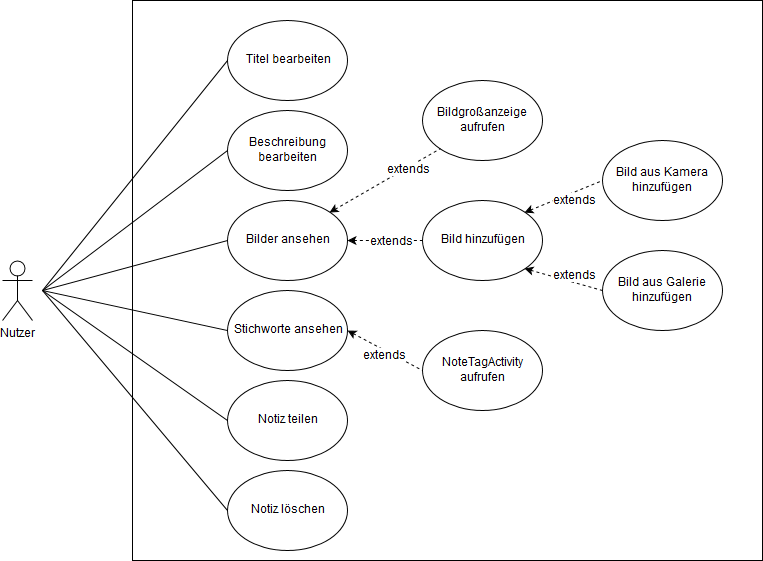 Titel bearbeiten
Beschreibung
bearbeiten
Bilder ansehen
Stichworte ansehen
Notiz teilen
Notiz löschen
Nutzer
Bildgroßanzeige
aufrufen
extends
Bild hinzufügen
extends
NoteTagActivity
aufrufen
extends
Bild aus Kamera
hinzufügen
extends
Bild aus Galerie
hinzufügen
extends